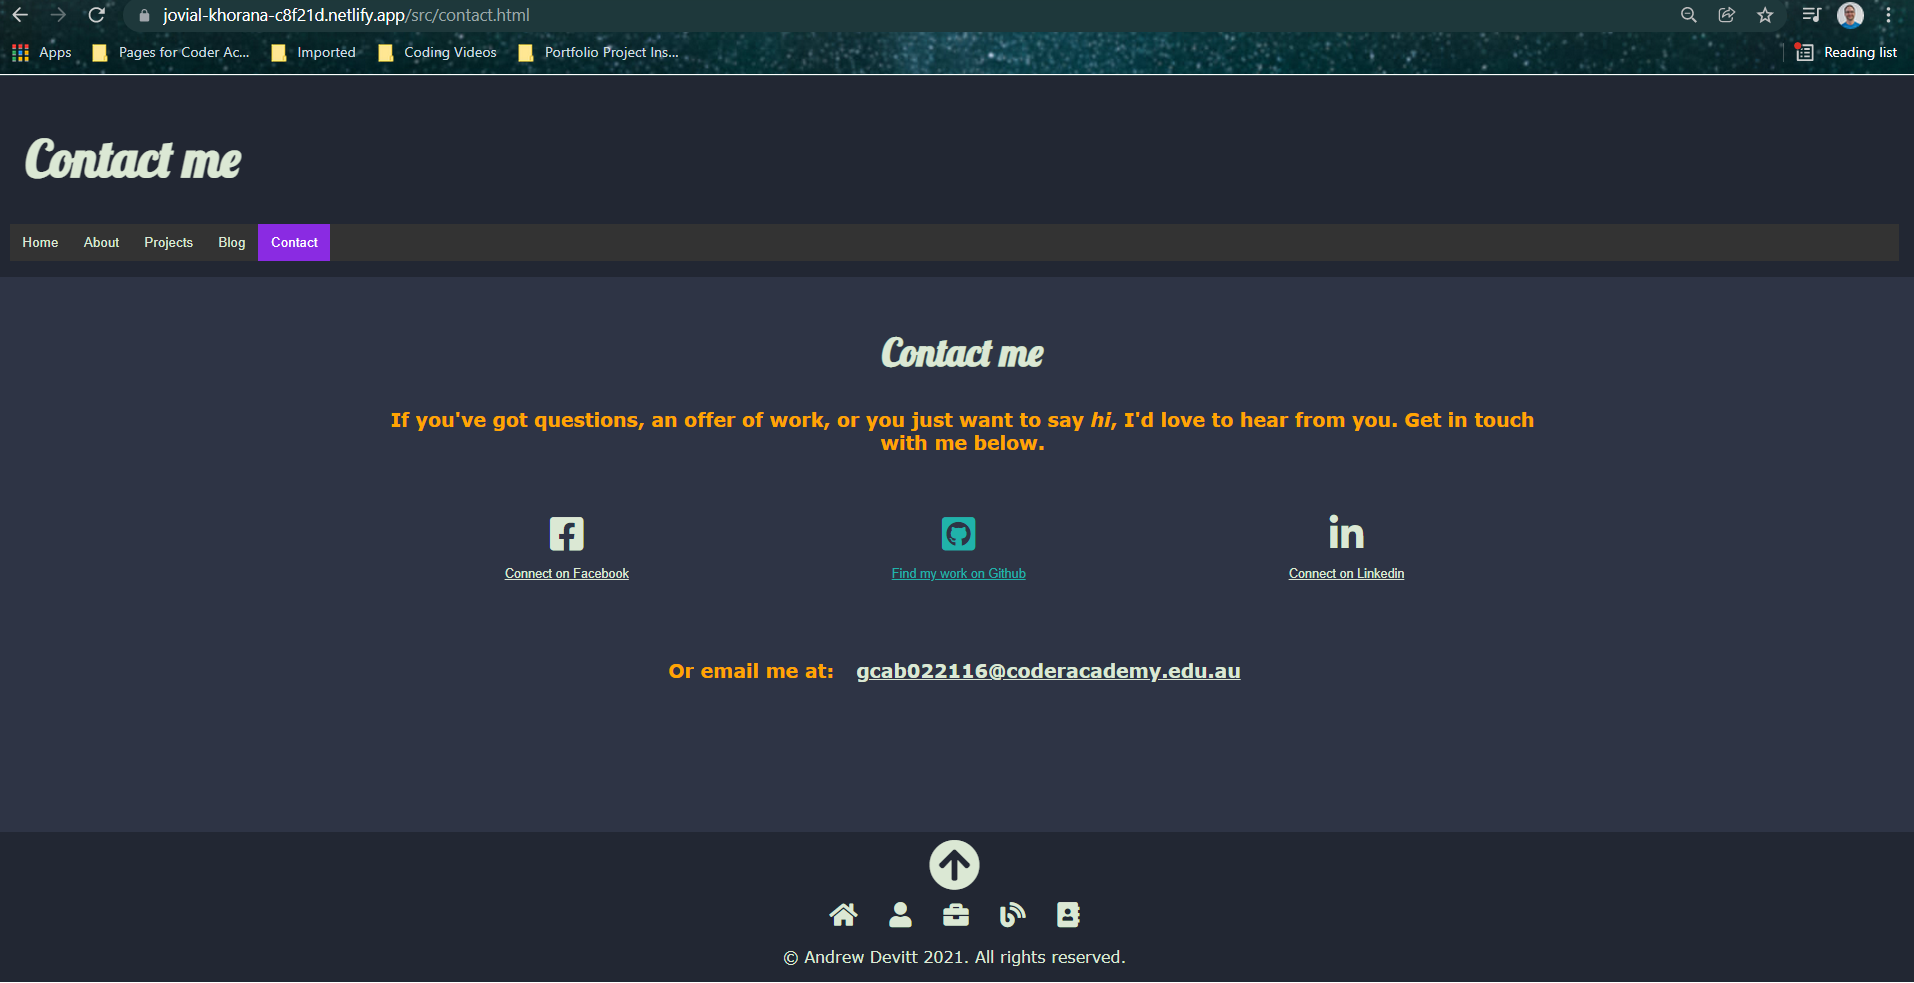 jovial-khorana-c8f21d.netlify.app/src/contact.html
Apps Pages for Coder Ac... Imported Coding Videos Portfolio Project Ins... Reading list
Contact me
Home About Projects Blog Contact
Contact me
If you've got questions, an offer of work, or you just want to say hi, I'd love to hear from you. Get in touch
with me below.
Connect on Facebook Find my work on Github Connect on Linkedin
Or email me at: gcab022116@coderacademy.edu.au
© Andrew Devitt 2021. All rights reserved.